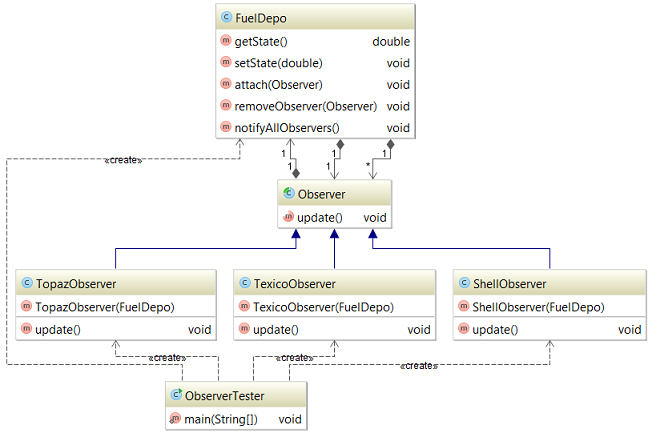 FuelDepo
getState() double
setState(double) void
attach(Observer) void
removeObserver(Observer) void
notifyAllObservers() void
«create»
1 1 1
1 1 *
Observer
update() void
TopazObserver
TopazObserver(FuelDepo)
update() void
TexicoObserver
TexicoObserver(FuelDepo)
update() void
ShellObserver
ShellObserver(FuelDepo)
update() void
«create» «create» «create»
ObserverTester
main(String[]) void